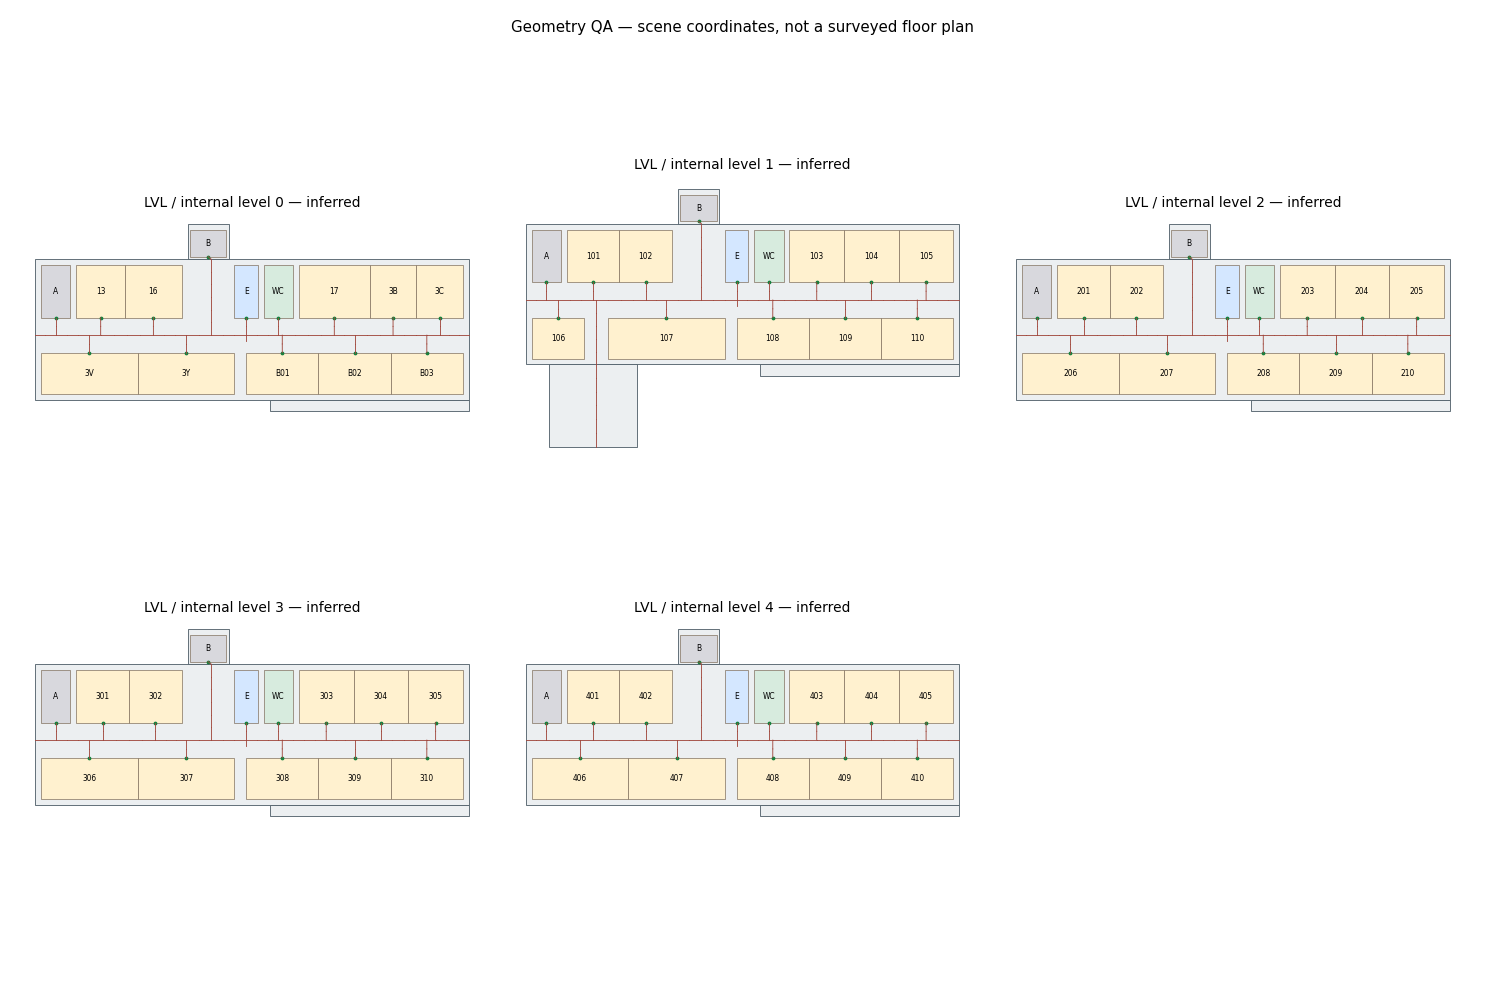 Geometry QA — scene coordinates, not a surveyed floor plan
LVL / internal level 0 — inferred
B
A 13 16 E WC 17 3B 3C
3V 3Y B01 B02 B03
LVL / internal level 1 — inferred
B
A 101 102 E WC 103 104 105
106 107 108 109 110
LVL / internal level 2 — inferred
B
A 201 202 E WC 203 204 205
206 207 208 209 210
LVL / internal level 3 — inferred
B
A 301 302 E WC 303 304 305
306 307 308 309 310
LVL / internal level 4 — inferred
B
A 401 402 E WC 403 404 405
406 407 408 409 410